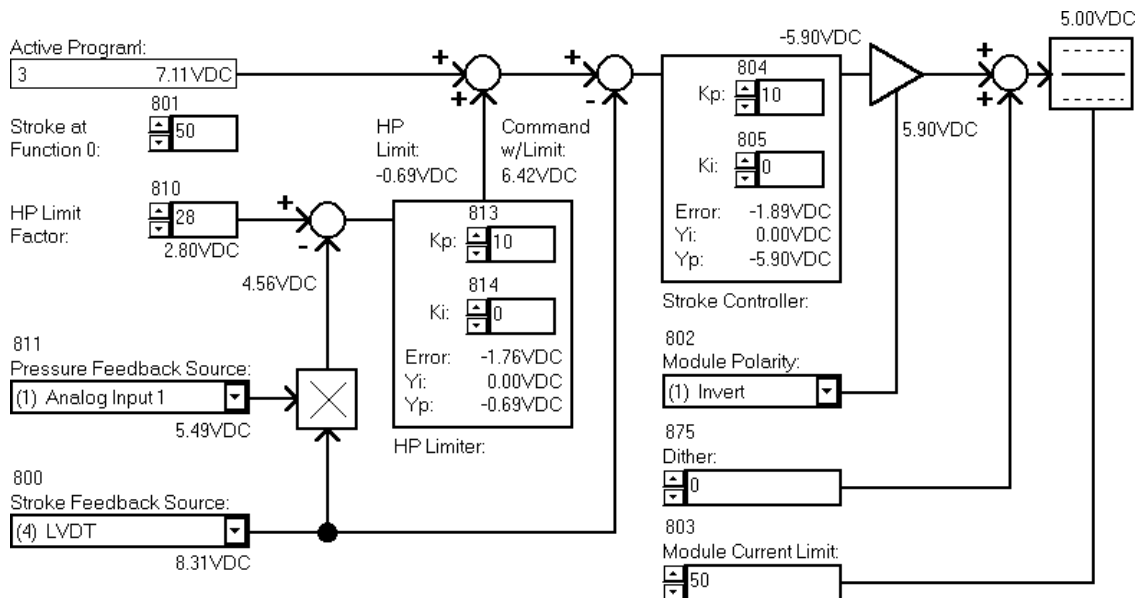 5.00VDC
Active Program:
3 7.11VDC
-5.90VDC
+
+
+
-
+
+
801
Stroke at
Function 0:
50
HP
Limit:
-0.69VDC
Command
w/Limit:
6.42VDC
804
Kp: 10
805
Ki: 0
Error: -1.89VDC
Yi: 0.00VDC
Yp: -5.90VDC
Stroke Controller:
5.90VDC
810
HP Limit
Factor:
28
2.80VDC
+
-
4.56VDC
813
Kp: 10
814
Ki: 0
Error: -1.76VDC
Yi: 0.00VDC
Yp: -0.69VDC
HP Limiter:
811
Pressure Feedback Source:
(1) Analog Input 1
5.49VDC
800
Stroke Feedback Source:
(4) LVDT
8.31VDC
802
Module Polarity:
(1) Invert
875
Dither:
0
803
Module Current Limit:
50